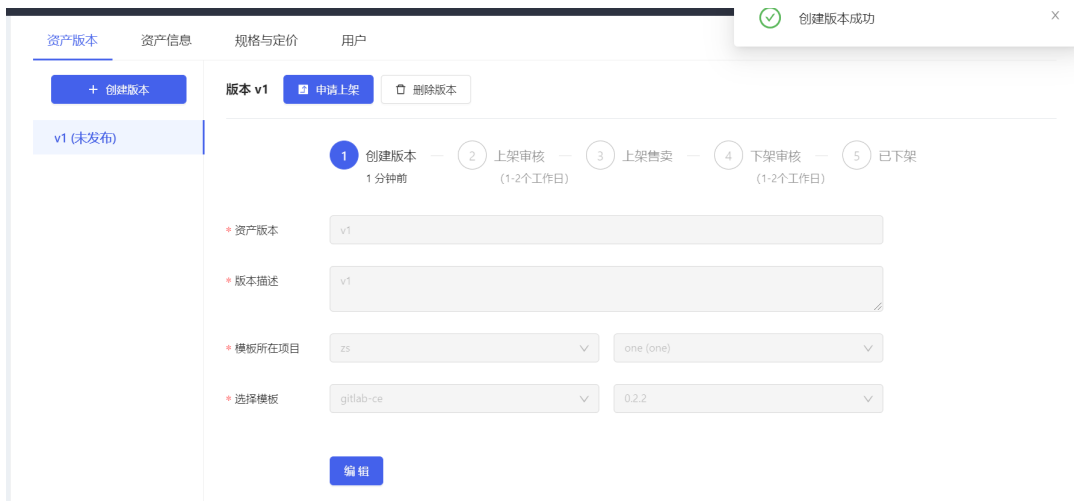 创建版本成功
资产版本 资产信息 规格与定价 用户
+ 创建版本
版本 v1 申请上架 删除版本
v1 (未发布)
1 创建版本 2 上架审核 3 上架售卖 4 下架审核 5 已下架
1 分钟前 (1-2个工作日) (1-2个工作日)
* 资产版本 v1
* 版本描述 v1
* 模板所在项目 zs one (one)
* 选择模板 gitlab-ce 0.2.2
编 辑